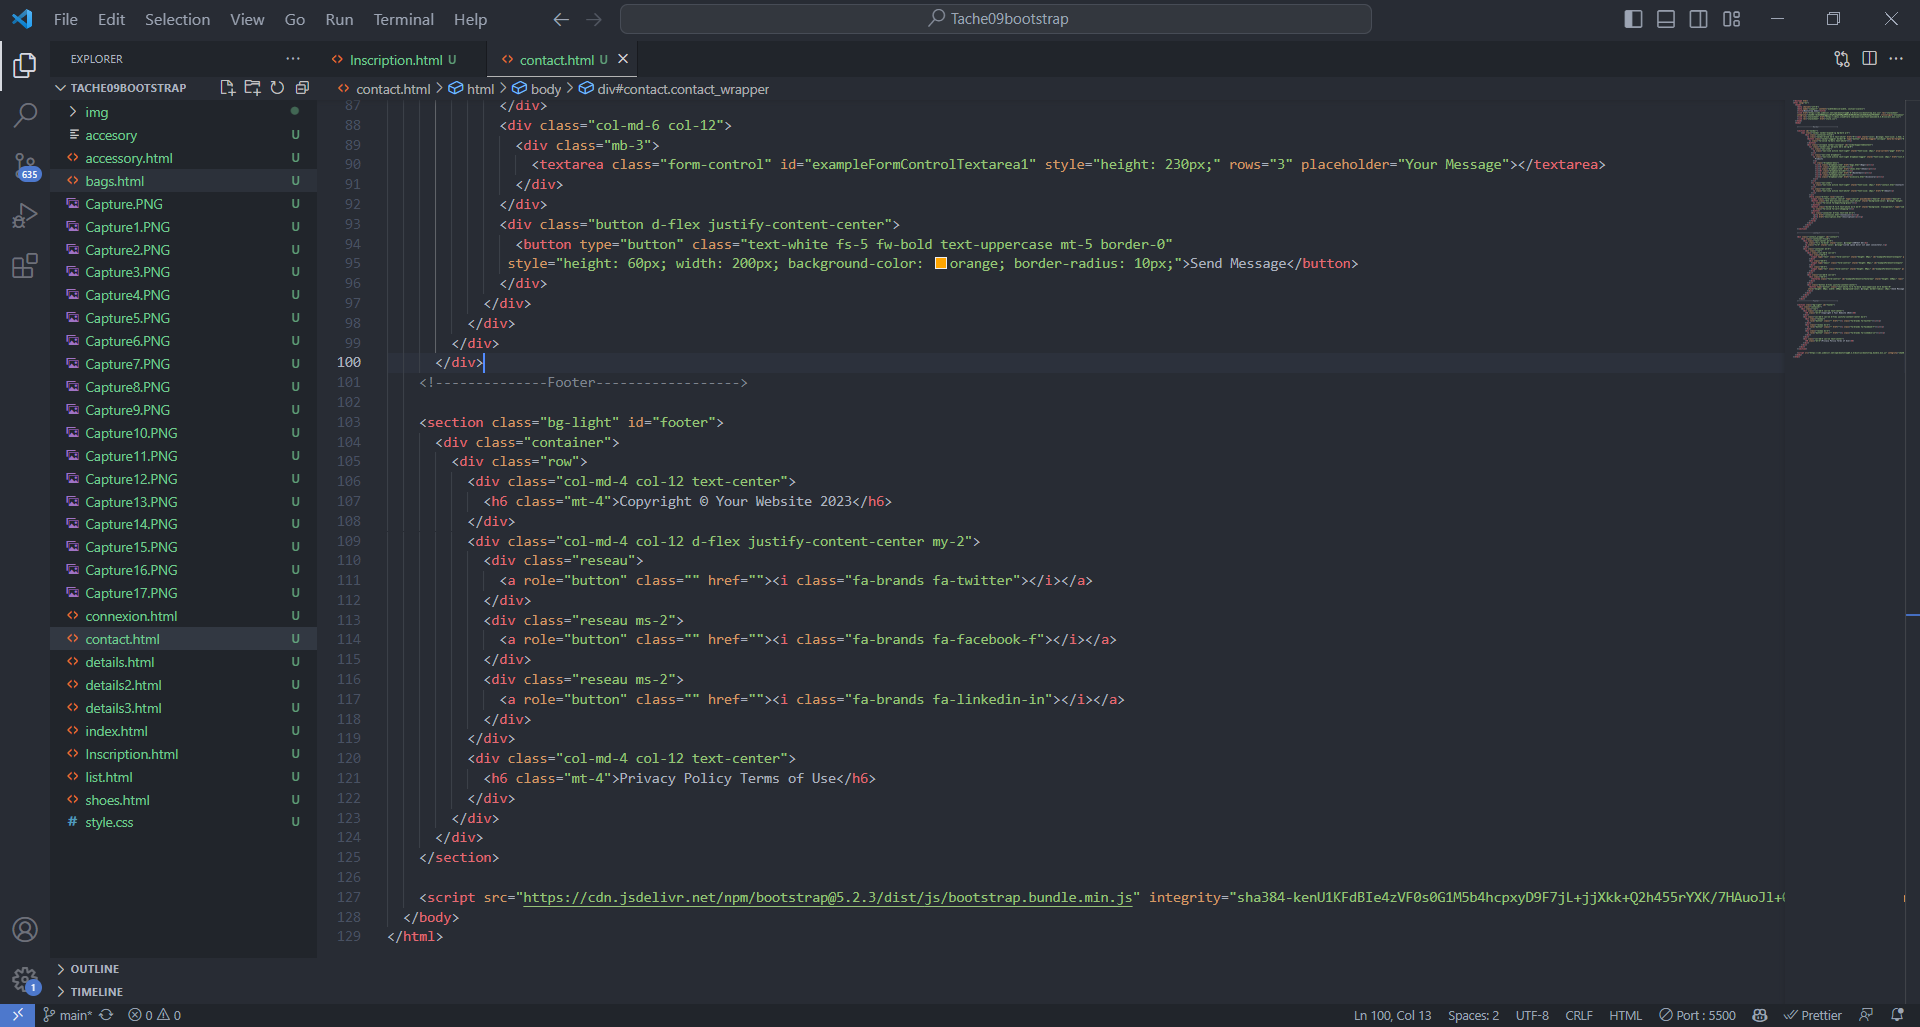 File Edit Selection View Go Run Terminal Help
Tache09bootstrap
EXPLORER
Inscription.html U
contact.html U
TACHE09BOOTSTRAP
contact.html > html > body > div#contact.contact_wrapper
img
accesory U
accessory.html U
bags.html U
Capture.PNG U
Capture1.PNG U
Capture2.PNG U
Capture3.PNG U
Capture4.PNG U
Capture5.PNG U
Capture6.PNG U
Capture7.PNG U
Capture8.PNG U
Capture9.PNG U
Capture10.PNG U
Capture11.PNG U
Capture12.PNG U
Capture13.PNG U
Capture14.PNG U
Capture15.PNG U
Capture16.PNG U
Capture17.PNG U
connexion.html U
contact.html U
details.html U
details2.html U
details3.html U
index.html U
Inscription.html U
list.html U
shoes.html U
# style.css U
OUTLINE
TIMELINE
635
1
87 </div>
88 <div class="col-md-6 col-12">
89 <div class="mb-3">
90 <textarea class="form-control" id="exampleFormControlTextarea1" style="height: 230px;" rows="3" placeholder="Your Message"></textarea>
91 </div>
92 </div>
93 <div class="button d-flex justify-content-center">
94 <button type="button" class="text-white fs-5 fw-bold text-uppercase mt-5 border-0"
95 style="height: 60px; width: 200px; background-color: orange; border-radius: 10px;">Send Message</button>
96 </div>
97 </div>
98 </div>
99 </div>
100 </div>
101 <!--------------Footer------------------>
102
103 <section class="bg-light" id="footer">
104 <div class="container">
105 <div class="row">
106 <div class="col-md-4 col-12 text-center">
107 <h6 class="mt-4">Copyright © Your Website 2023</h6>
108 </div>
109 <div class="col-md-4 col-12 d-flex justify-content-center my-2">
110 <div class="reseau">
111 <a role="button" class="" href=""><i class="fa-brands fa-twitter"></i></a>
112 </div>
113 <div class="reseau ms-2">
114 <a role="button" class="" href=""><i class="fa-brands fa-facebook-f"></i></a>
115 </div>
116 <div class="reseau ms-2">
117 <a role="button" class="" href=""><i class="fa-brands fa-linkedin-in"></i></a>
118 </div>
119 </div>
120 <div class="col-md-4 col-12 text-center">
121 <h6 class="mt-4">Privacy Policy Terms of Use</h6>
122 </div>
123 </div>
124 </div>
125 </section>
126
127 <script src="https://cdn.jsdelivr.net/npm/bootstrap@5.2.3/dist/js/bootstrap.bundle.min.js" integrity="sha384-kenU1KFdBIe4zVF0s0G1M5b4hcpxyD9F7jL+jjXkk+Q2h455rYXK/7HAuoJl+
128 </body>
129 </html>
main* 0 0
Ln 100, Col 13 Spaces: 2 UTF-8 CRLF HTML Port : 5500 Prettier